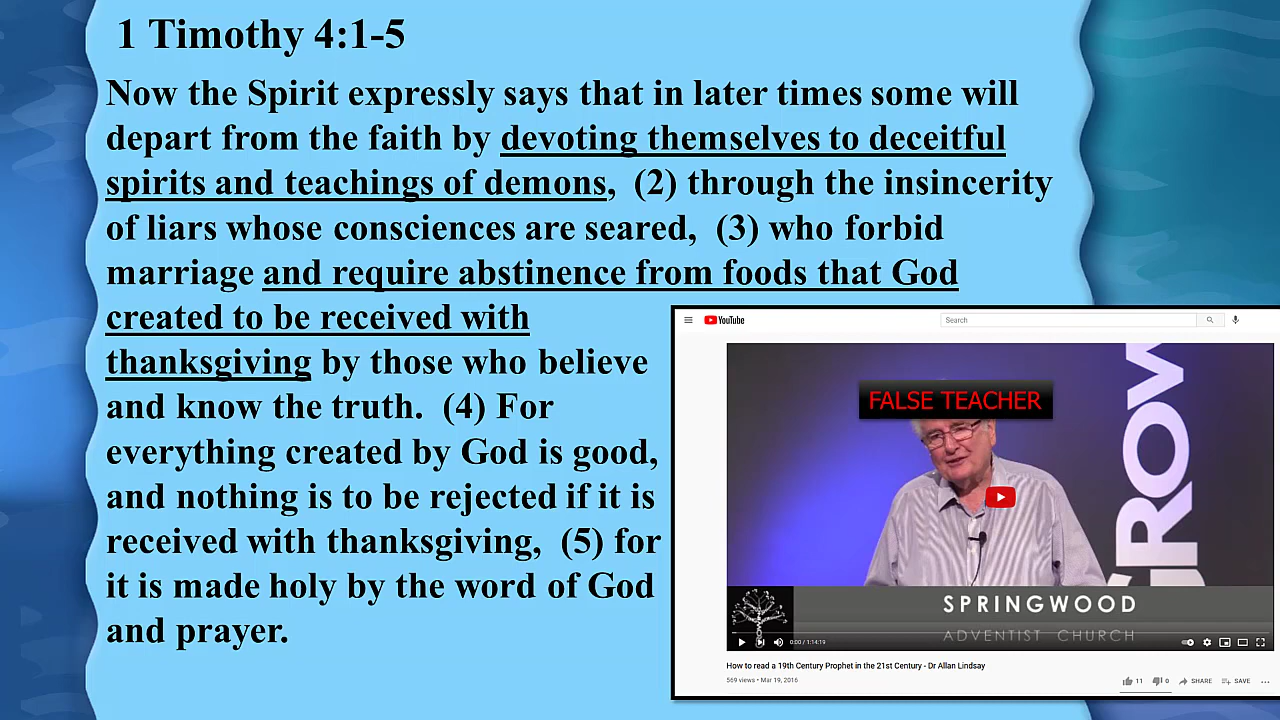 1 Timothy 4:1-5
Now the Spirit expressly says that in later times some will
depart from the faith by devoting themselves to deceitful
spirits and teachings of demons,  (2) through the insincerity
of liars whose consciences are seared,  (3) who forbid
marriage and require abstinence from foods that God
created to be received with
thanksgiving by those who believe
and know the truth.  (4) For
everything created by God is good,
and nothing is to be rejected if it is
received with thanksgiving,  (5) for
it is made holy by the word of God
and prayer.
YouTube
Search
FALSE TEACHER
GROW
SPRINGWOOD
ADVENTIST CHURCH
0:00 / 1:14:19
How to read a 19th Century Prophet in the 21st Century - Dr Allan Lindsay
569 views • Mar 19, 2016
11 0 SHARE SAVE